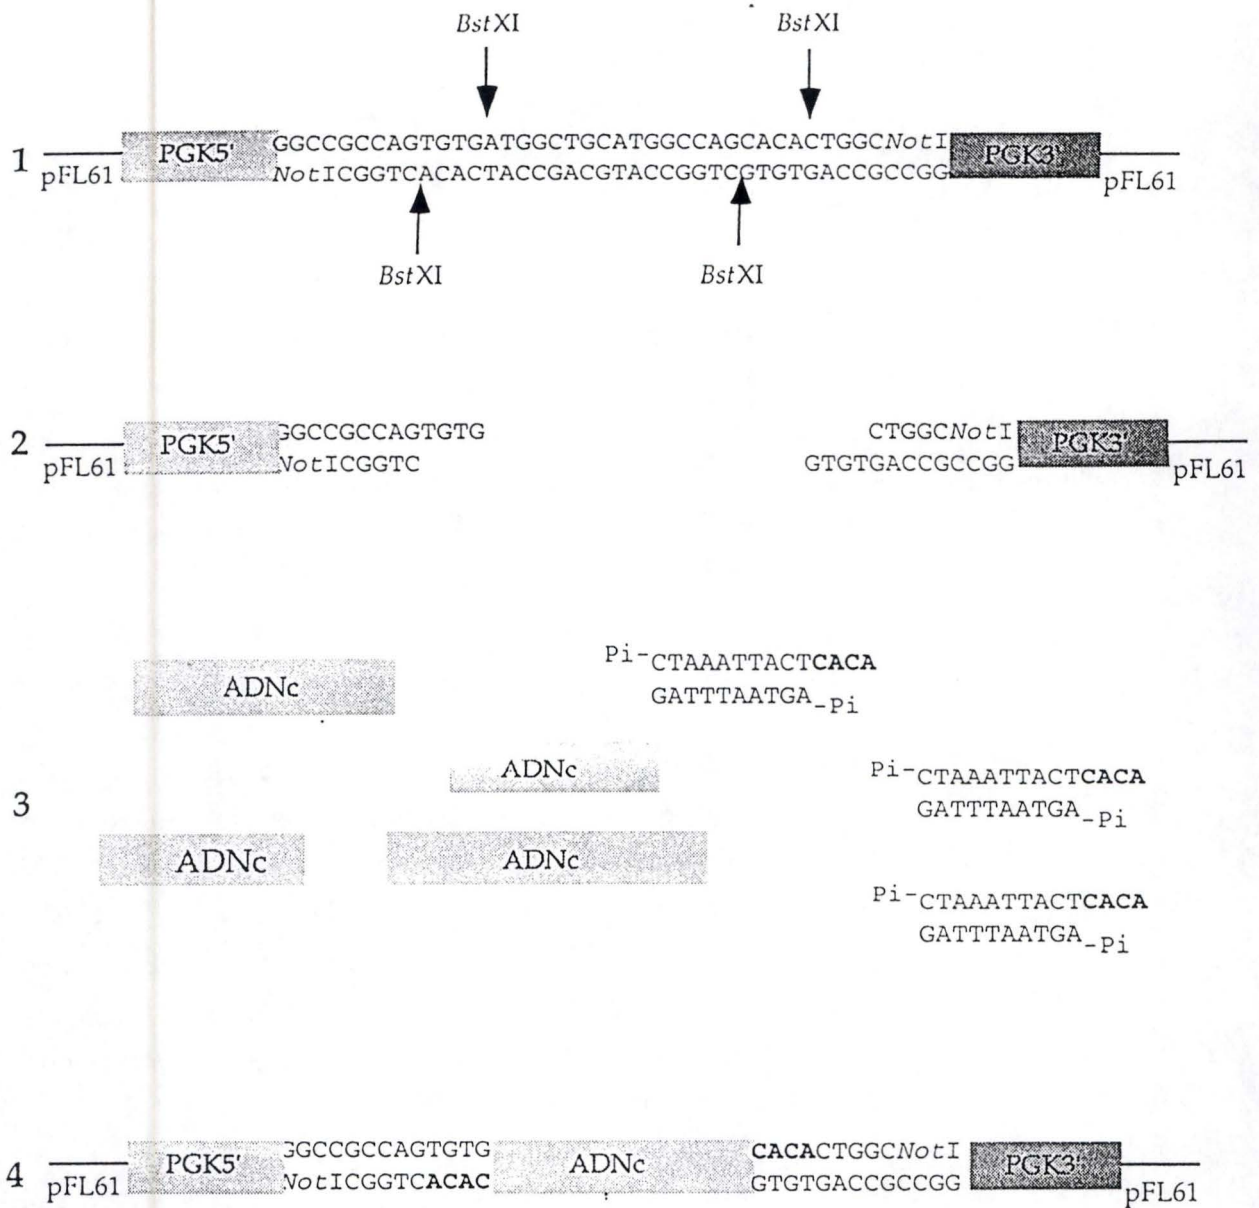 BstXI BstXI
1 pFL61 PGK5' GGCCGCCAGTGTGATGGCTGCATGGCCAGCACACTGGCNotI PGK3' pFL61
NotICGGTCACACTACCGACGTACCGGTCGTGTGACCGCCGG
BstXI BstXI
2 pFL61 PGK5' GGCCGCCAGTGTG CTGGCNotI PGK3' pFL61
NotICGGTC GTGTGACCGCCGG
3
ADNc Pi-CTAAATTACTCACA
GATTTAATGA-Pi
ADNc Pi-CTAAATTACTCACA
GATTTAATGA-Pi
ADNc ADNc Pi-CTAAATTACTCACA
GATTTAATGA-Pi
4 pFL61 PGK5' GGCCGCCAGTGTG ADNc CACACTGGCNotI PGK3' pFL61
NotICGGTCACAC GTGTGACCGCCGG